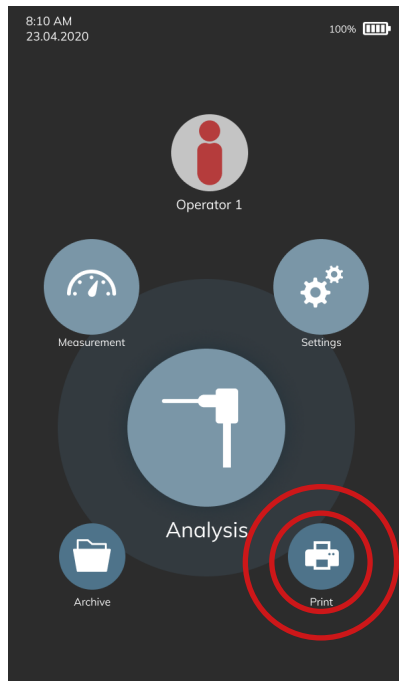 8:10 AM
23.04.2020
100%
Operator 1
Measurement
Settings
Analysis
Archive
Print